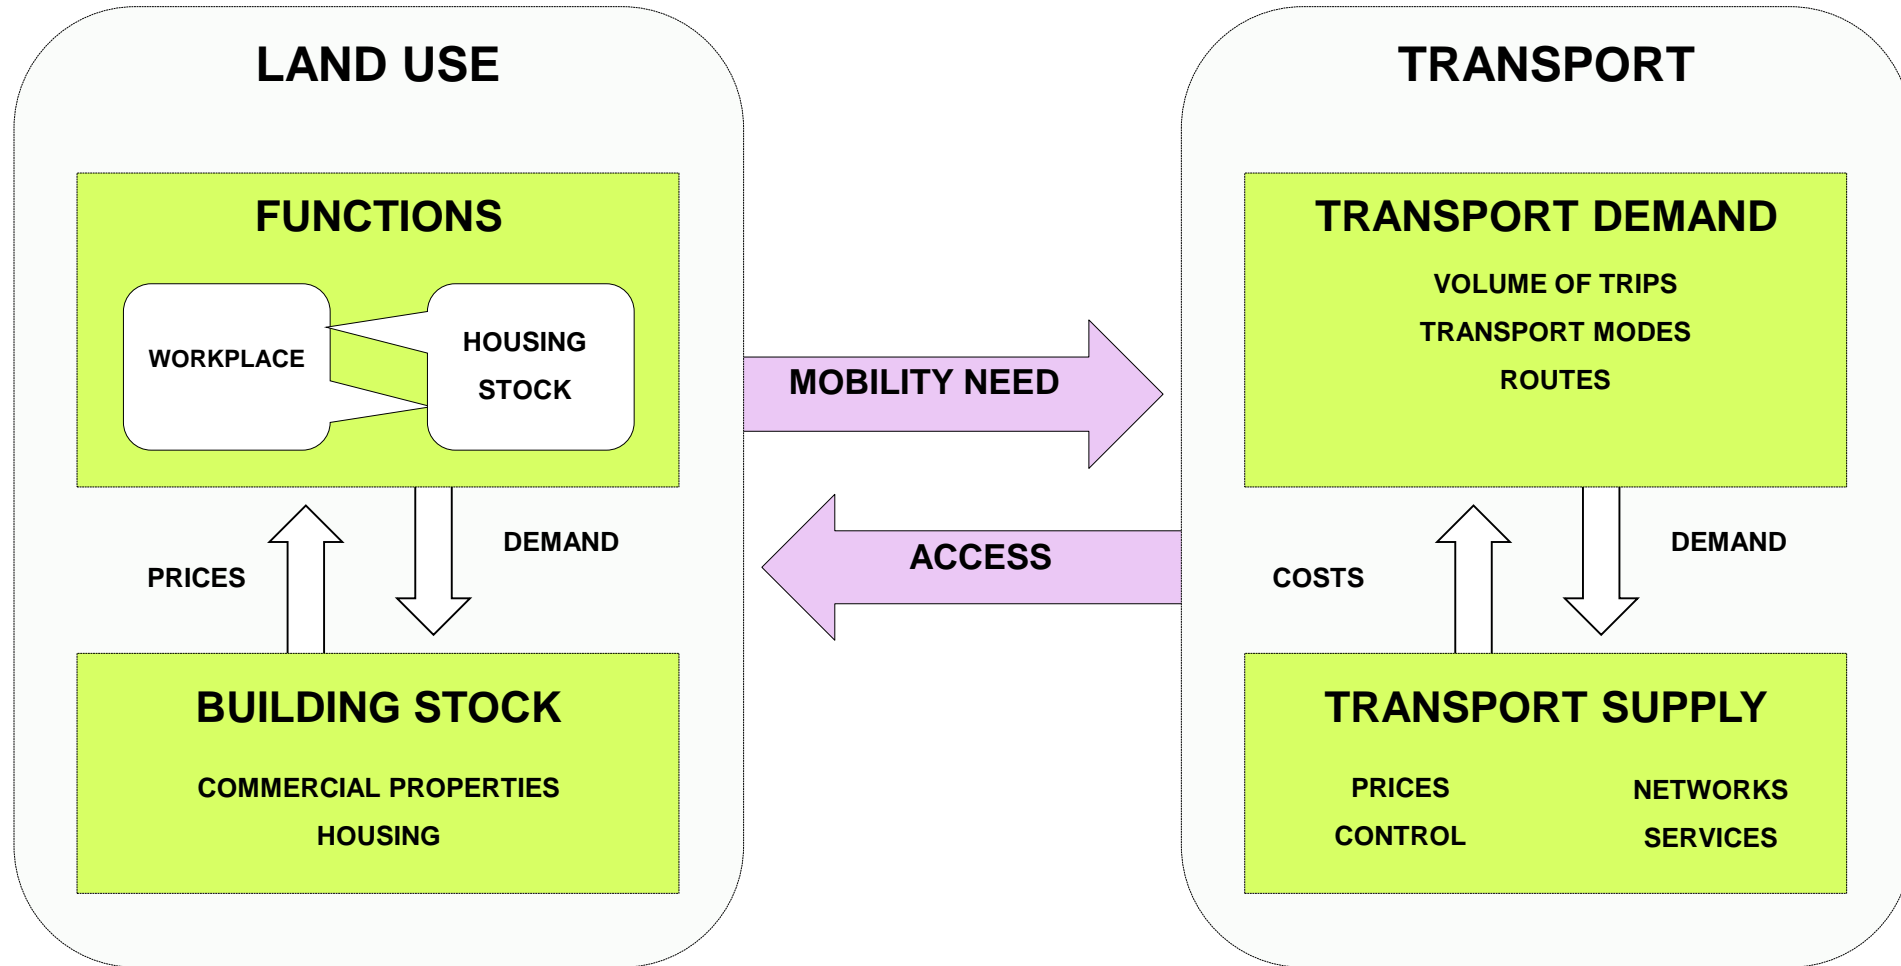 LAND USE
FUNCTIONS
WORKPLACE
HOUSING
STOCK
PRICES
DEMAND
BUILDING STOCK
COMMERCIAL PROPERTIES
HOUSING
MOBILITY NEED
ACCESS
TRANSPORT
TRANSPORT DEMAND
VOLUME OF TRIPS
TRANSPORT MODES
ROUTES
COSTS
DEMAND
TRANSPORT SUPPLY
PRICES
CONTROL
NETWORKS
SERVICES